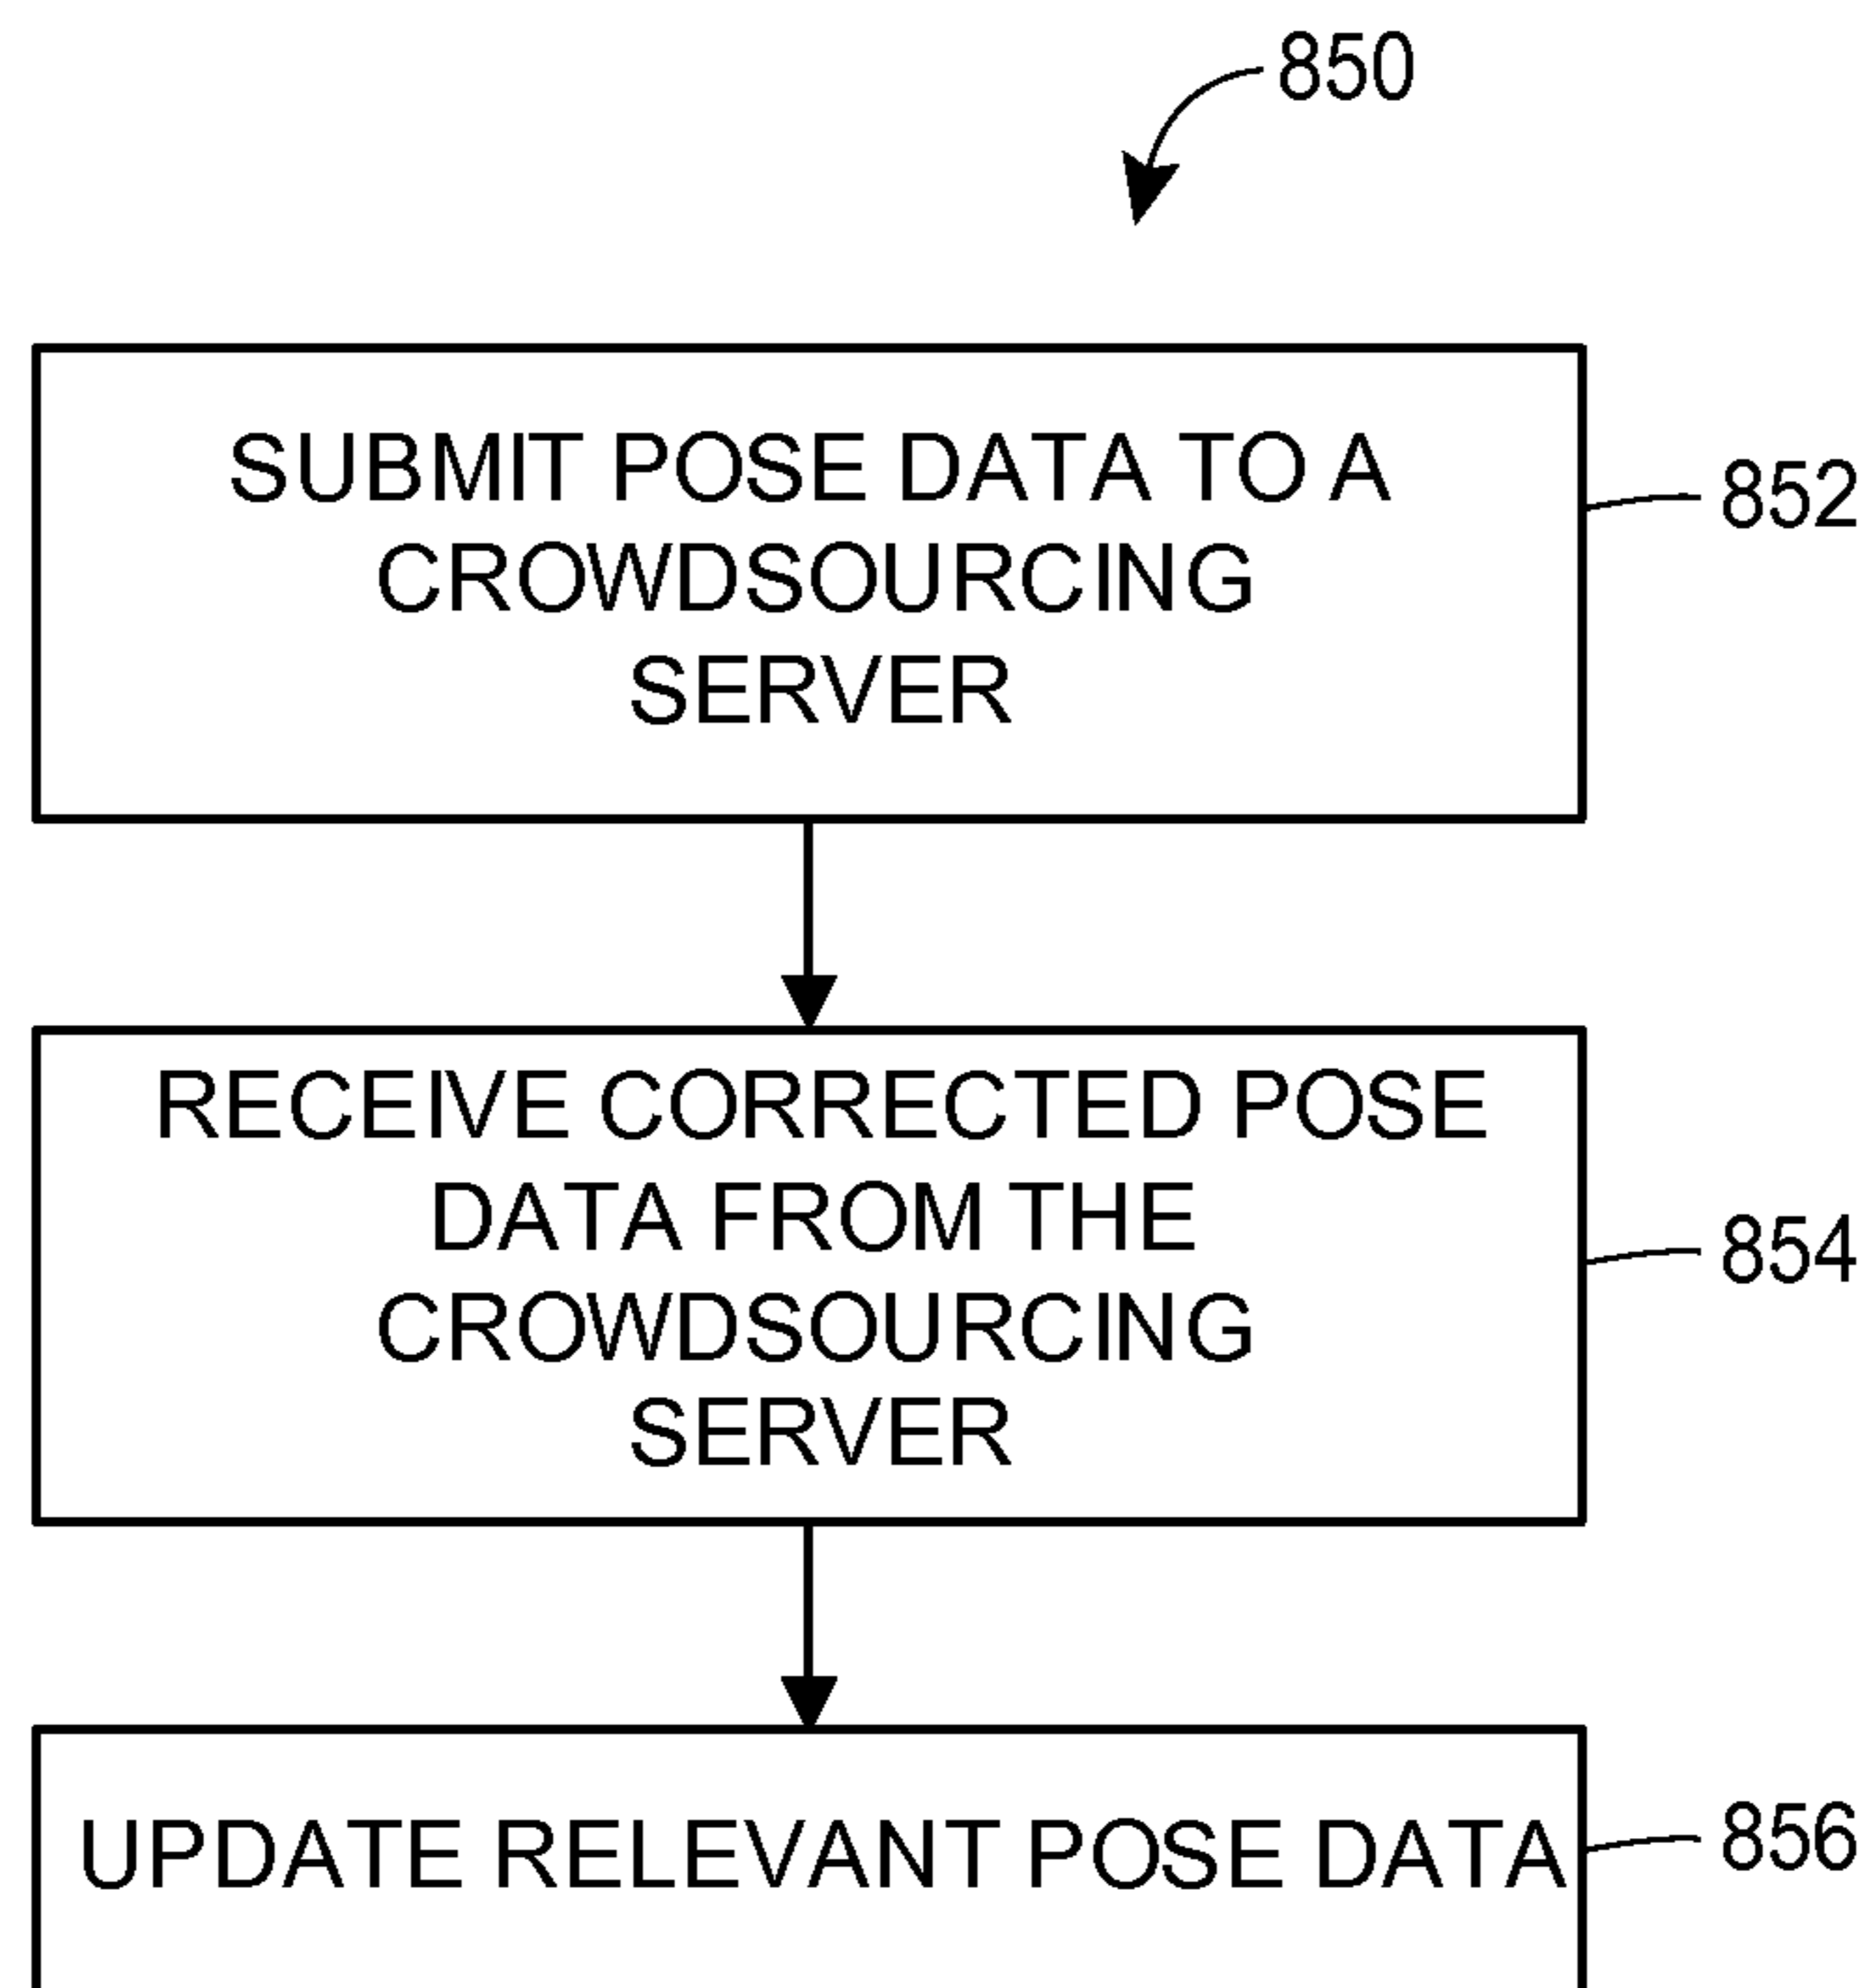 850
SUBMIT POSE DATA TO A
CROWDSOURCING
SERVER
852
RECEIVE CORRECTED POSE
DATA FROM THE
CROWDSOURCING
SERVER
854
UPDATE RELEVANT POSE DATA
856